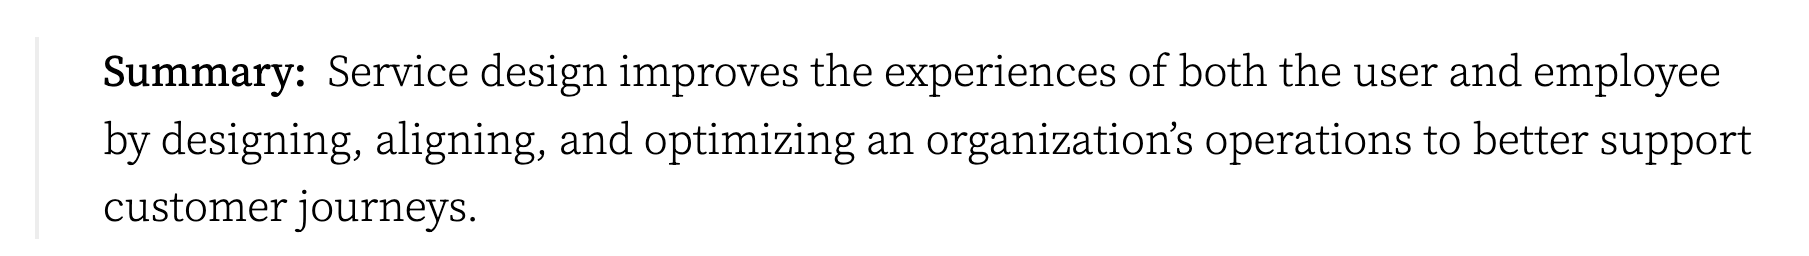 Summary: Service design improves the experiences of both the user and employee
by designing, aligning, and optimizing an organization’s operations to better support
customer journeys.